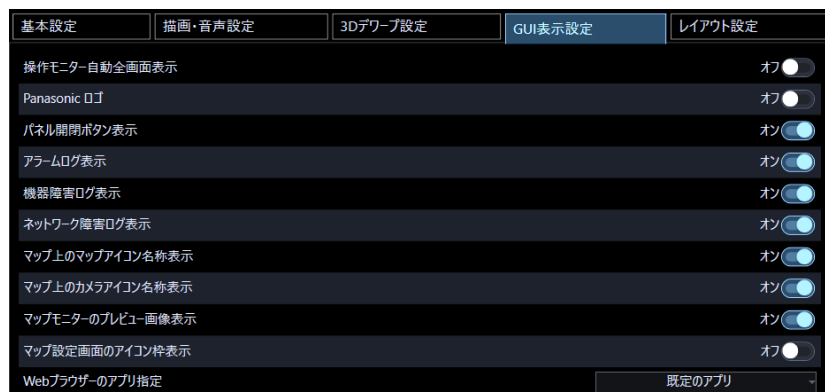 基本設定 描画・音声設定 3Dデワープ設定 GUI表示設定 レイアウト設定
操作モニター自動全画面表示 オフ
Panasonic ロゴ オフ
パネル開閉ボタン表示 オン
アラームログ表示 オン
機器障害ログ表示 オン
ネットワーク障害ログ表示 オン
マップ上のマップアイコン名称表示 オン
マップ上のカメラアイコン名称表示 オン
マップモニターのプレビュー画像表示 オン
マップ設定画面のアイコン枠表示 オフ
Webブラウザーのアプリ指定 既定のアプリ